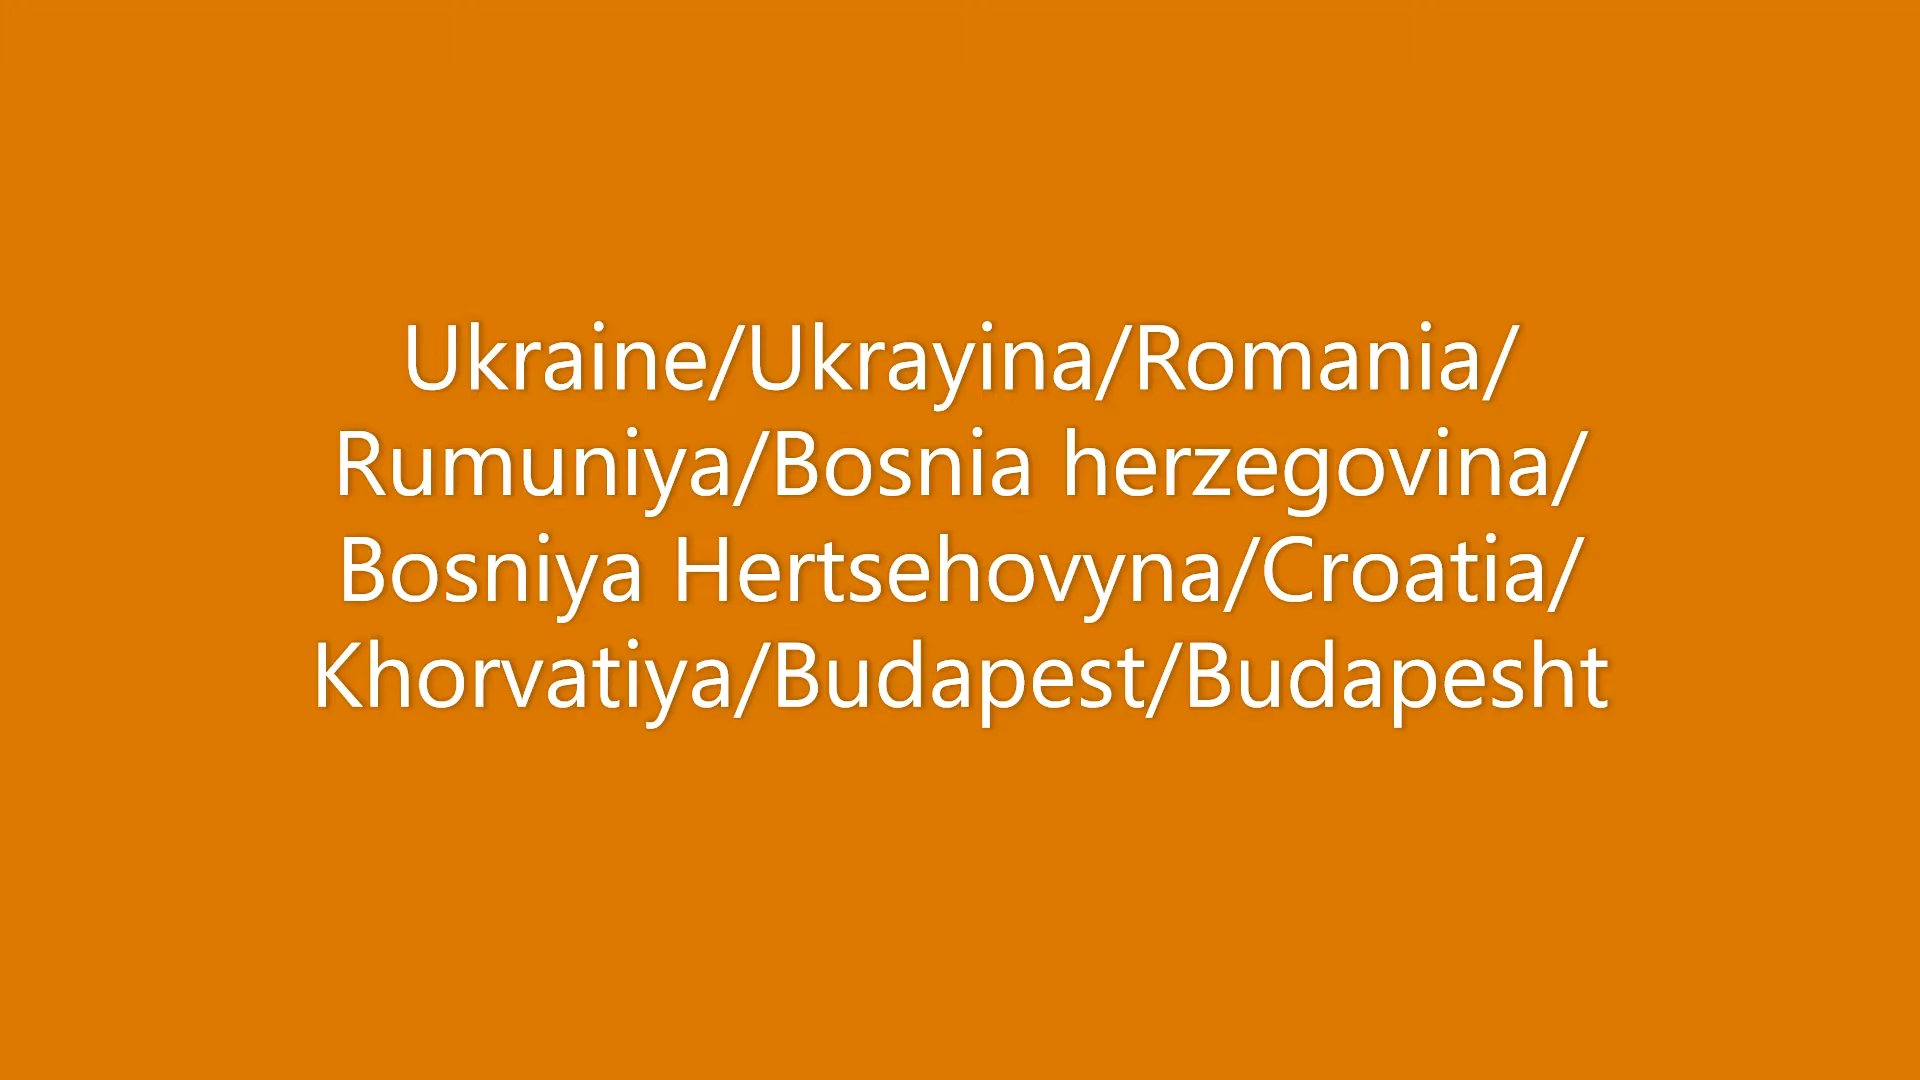 Ukraine/Ukrayina/Romania/
Rumuniya/Bosnia herzegovina/
Bosniya Hertsehovyna/Croatia/
Khorvatiya/Budapest/Budapesht